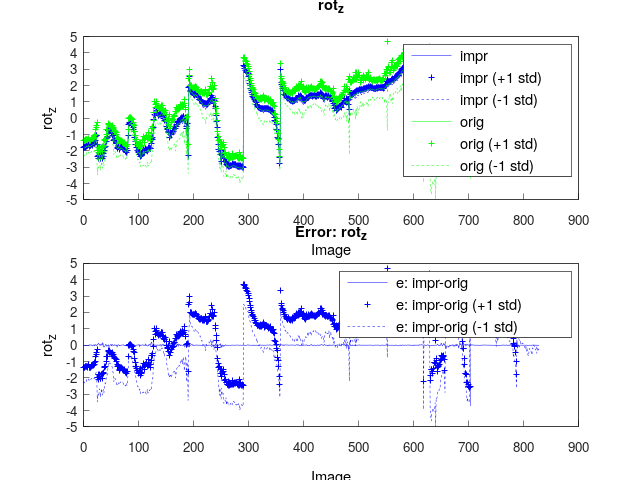 rot_z
5
4
3
2
1
0
-1
-2
-3
-4
-5
rot_z
impr
impr (+1 std)
impr (-1 std)
orig
orig (+1 std)
orig (-1 std)
0 100 200 300 400 500 600 700 800 900
Image
Error: rot_z
5
4
3
2
1
0
-1
-2
-3
-4
-5
rot_z
e: impr-orig
e: impr-orig (+1 std)
e: impr-orig (-1 std)
0 100 200 300 400 500 600 700 800 900
Image